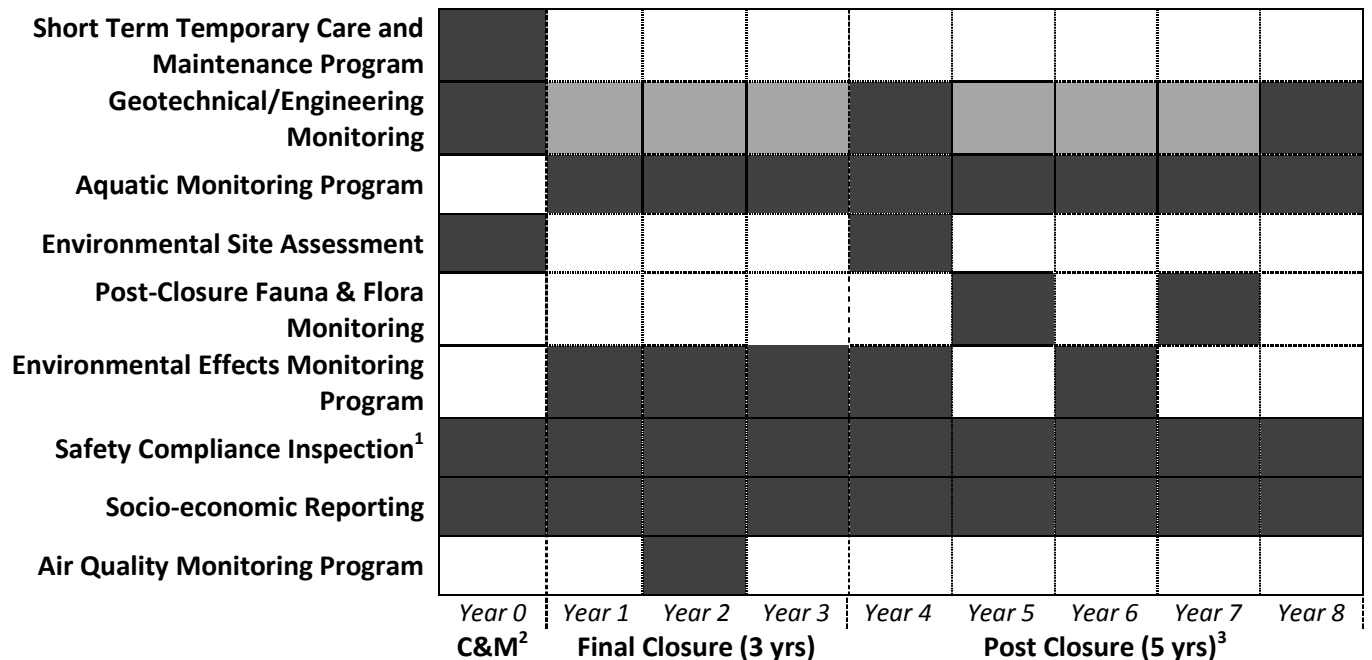 Short Term Temporary Care and
Maintenance Program
Geotechnical/Engineering
Monitoring
Aquatic Monitoring Program
Environmental Site Assessment
Post-Closure Fauna & Flora
Monitoring
Environmental Effects Monitoring
Program
Safety Compliance Inspection¹
Socio-economic Reporting
Air Quality Monitoring Program
Year 0 Year 1 Year 2 Year 3 Year 4 Year 5 Year 6 Year 7 Year 8
C&M² Final Closure (3 yrs) Post Closure (5 yrs)³